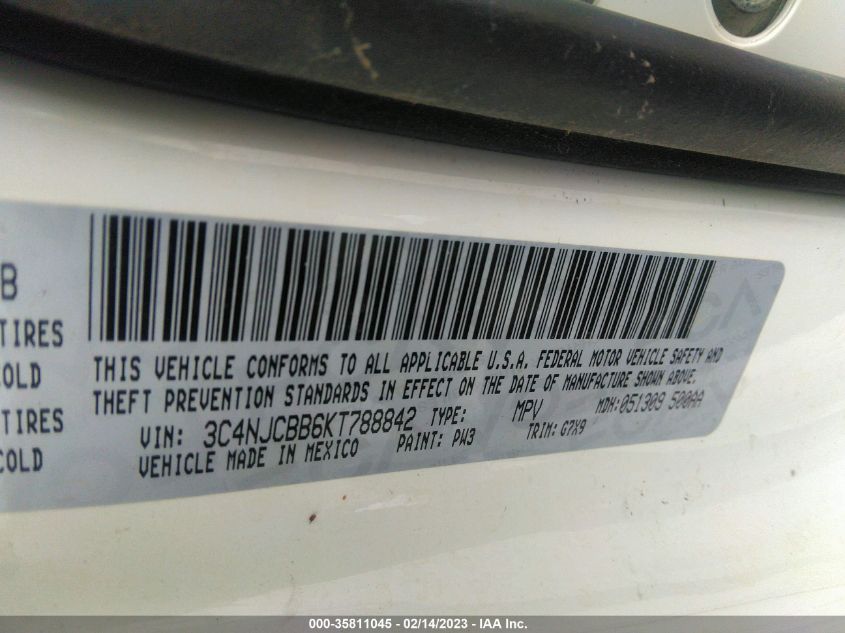 B
TIRES
COLD
TIRES
COLD
THIS VEHICLE CONFORMS TO ALL APPLICABLE U.S.A. FEDERAL MOTOR VEHICLE SAFETY AND
THEFT PREVENTION STANDARDS IN EFFECT ON THE DATE OF MANUFACTURE SHOWN ABOVE.
VIN: 3C4NJCBB6KT788842 TYPE: MPV MDH:051309 500AA
VEHICLE MADE IN MEXICO PAINT: PW3 TRIM: G7X9
000-35811045 - 02/14/2023 - IAA Inc.